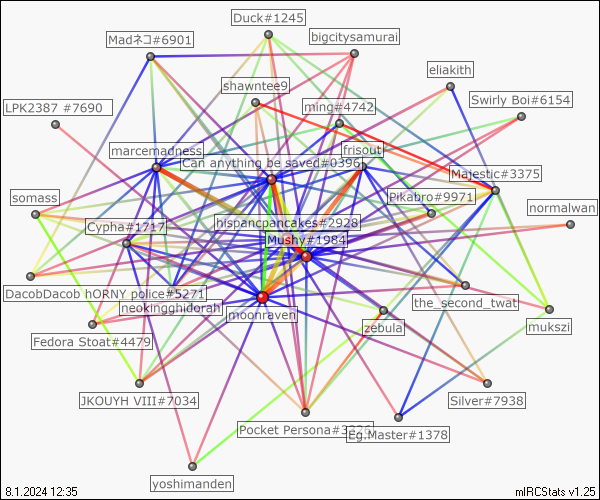 Duck#1245
Madネコ#6901
bigcitysamurai
eliakith
shawntee9
Swirly Boi#6154
LPK2387 #7690
ming#4742
marcemadness
frisout
Can anything be saved#0396
Majestic#3375
somass
Pikabro#9971
normalwan
Cypha#1717
hispancpancakes#2928
Mushy#1984
DacobDacob hORNY police#5271
the_second_twat
neokingghidorah
moonraven
zebula
mukszi
Fedora Stoat#4479
JKOUYH VIII#7034
Silver#7938
Pocket Persona#3
Eg.Master#1378
yoshimanden
8.1.2024 12:35
mIRCStats v1.25